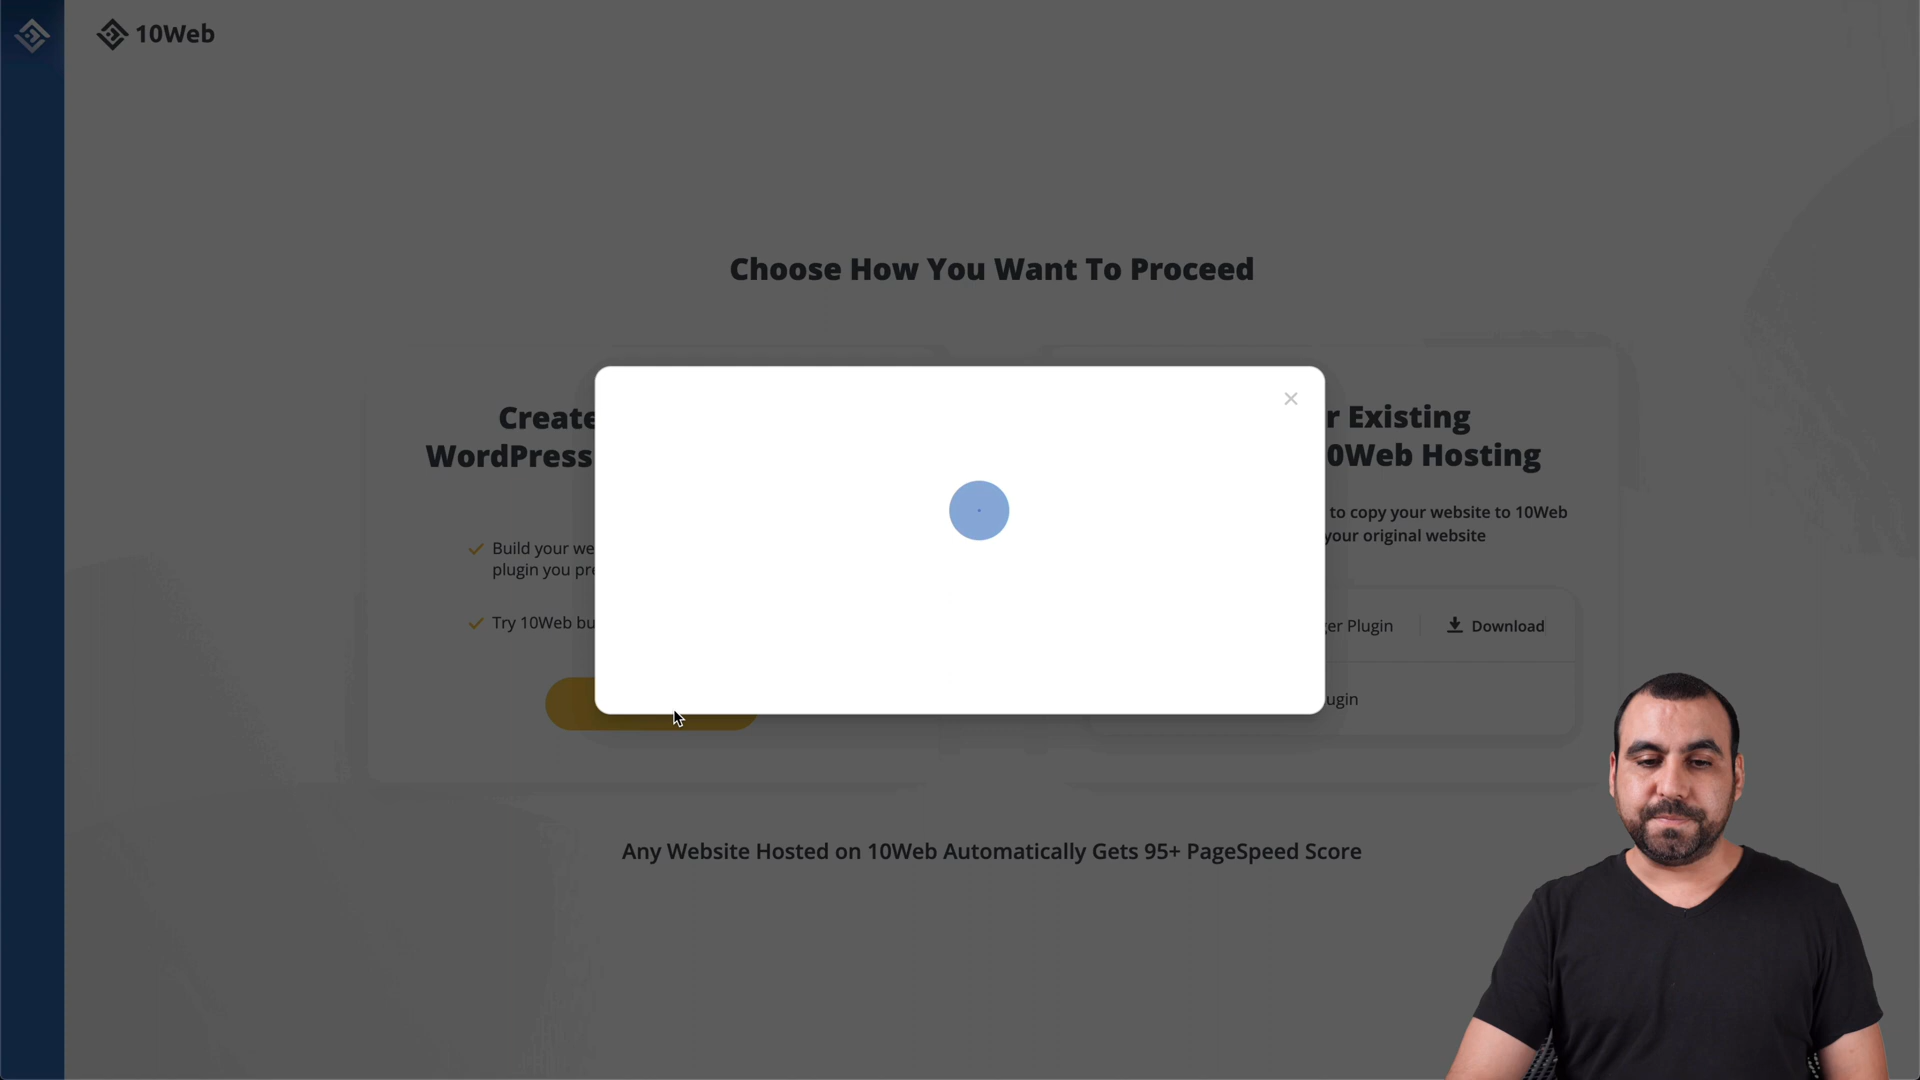 10Web
Choose How You Want To Proceed
Create
WordPress
Build your we
plugin you pr
Try 10Web bu
r Existing
0Web Hosting
to copy your website to 10Web
your original website
er Plugin
Download
ugin
Any Website Hosted on 10Web Automatically Gets 95+ PageSpeed Score